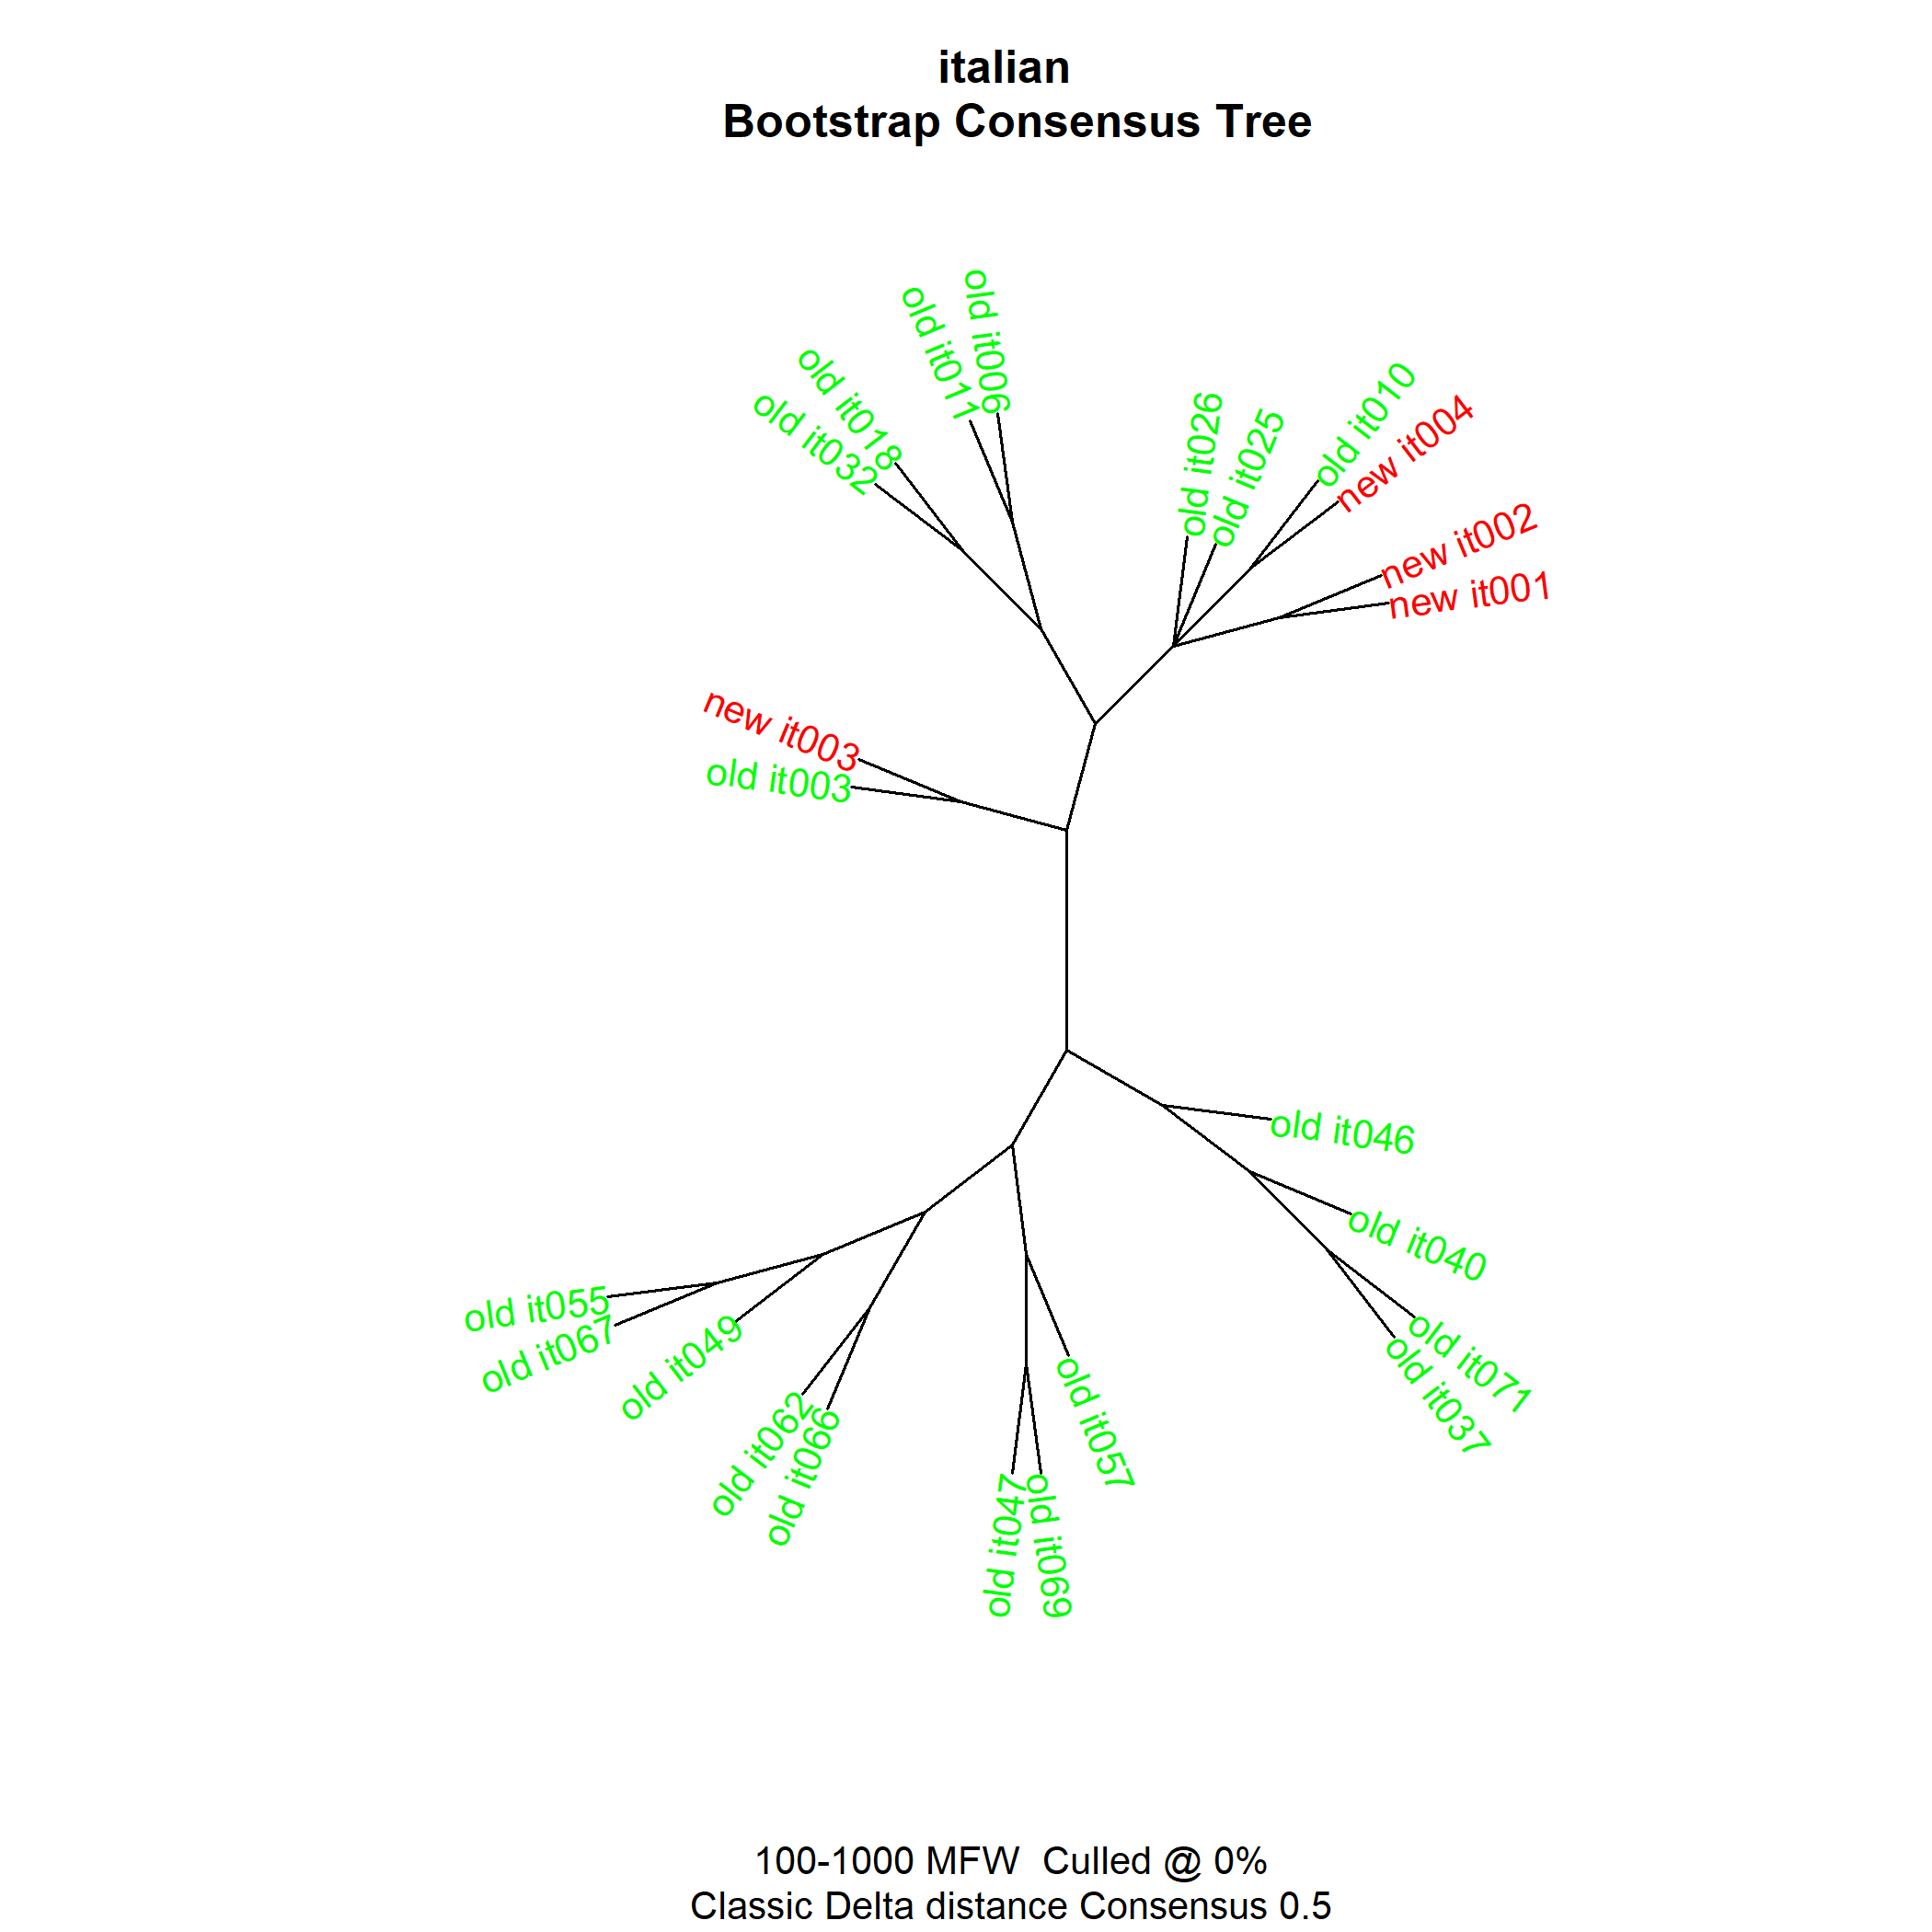 italian
Bootstrap Consensus Tree
old it006
old it011
old it018
old it032
old it026
old it025
old it010
new it004
new it002
new it001
new it003
old it003
old it046
old it040
old it071
old it037
old it055
old it067
old it049
old it062
old it066
old it057
old it047
old it069
100-1000 MFW  Culled @ 0%
Classic Delta distance Consensus 0.5